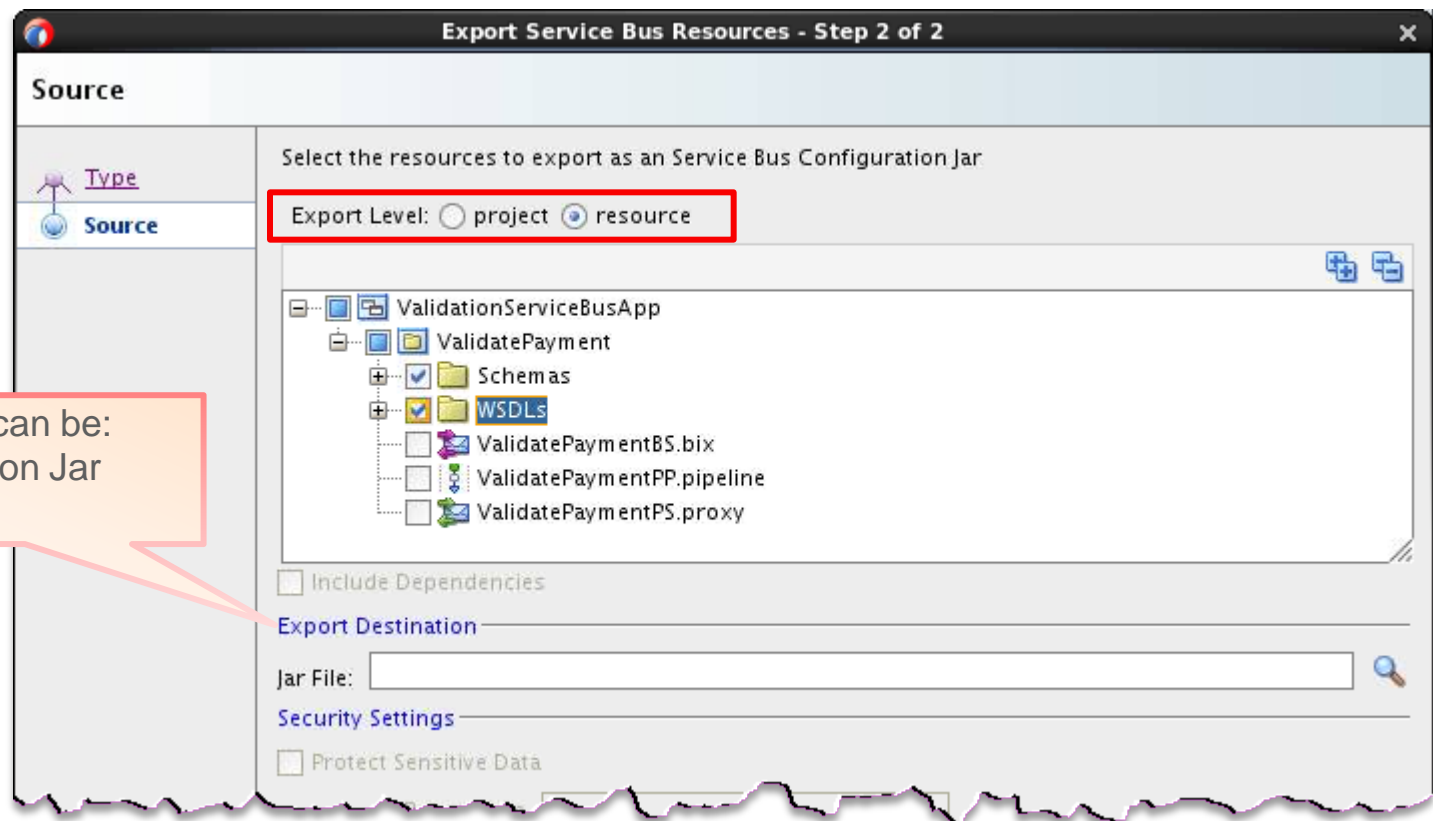 Export Service Bus Resources - Step 2 of 2
Source
Type
Source
Select the resources to export as an Service Bus Configuration Jar
Export Level: project resource
ValidationServiceBusApp
ValidatePayment
Schemas
WSDLs
ValidatePaymentBS.bix
ValidatePaymentPP.pipeline
ValidatePaymentPS.proxy
can be:
on Jar
Include Dependencies
Export Destination
Jar File:
Security Settings
Protect Sensitive Data